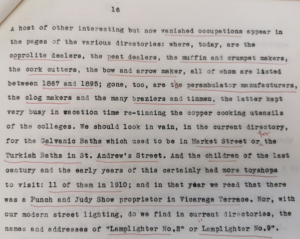 16
A host of other interesting but now vanished occupations appear in
the pages of the various directories: where, today, are the
coprolite dealers, the peat dealers, the muffin and crumpet makers,
the cork cutters, the bow and arrow maker, all of whom are listed
between 1867 and 1895; gone, too, are the perambulator manufacturers,
the clog makers and the many braziers and tinmen, the latter kept
very busy in vacation time re-tinning the copper cooking utensils
of the colleges. We should look in vain, in the current directory,
for the Galvanic Baths which used to be in Market Street or the
Turkish Baths in St. Andrew's Street. And the children of the last
century and the early years of this certainly had more toyshops
to visit: 11 of them in 1910; and in that year we read that there
was a Punch and Judy Show proprietor in Vicarage Terrace. Nor, with
our modern street lighting, do we find in current directories, the
names and addresses of "Lamplighter No.2" or Lamplighter No.9".